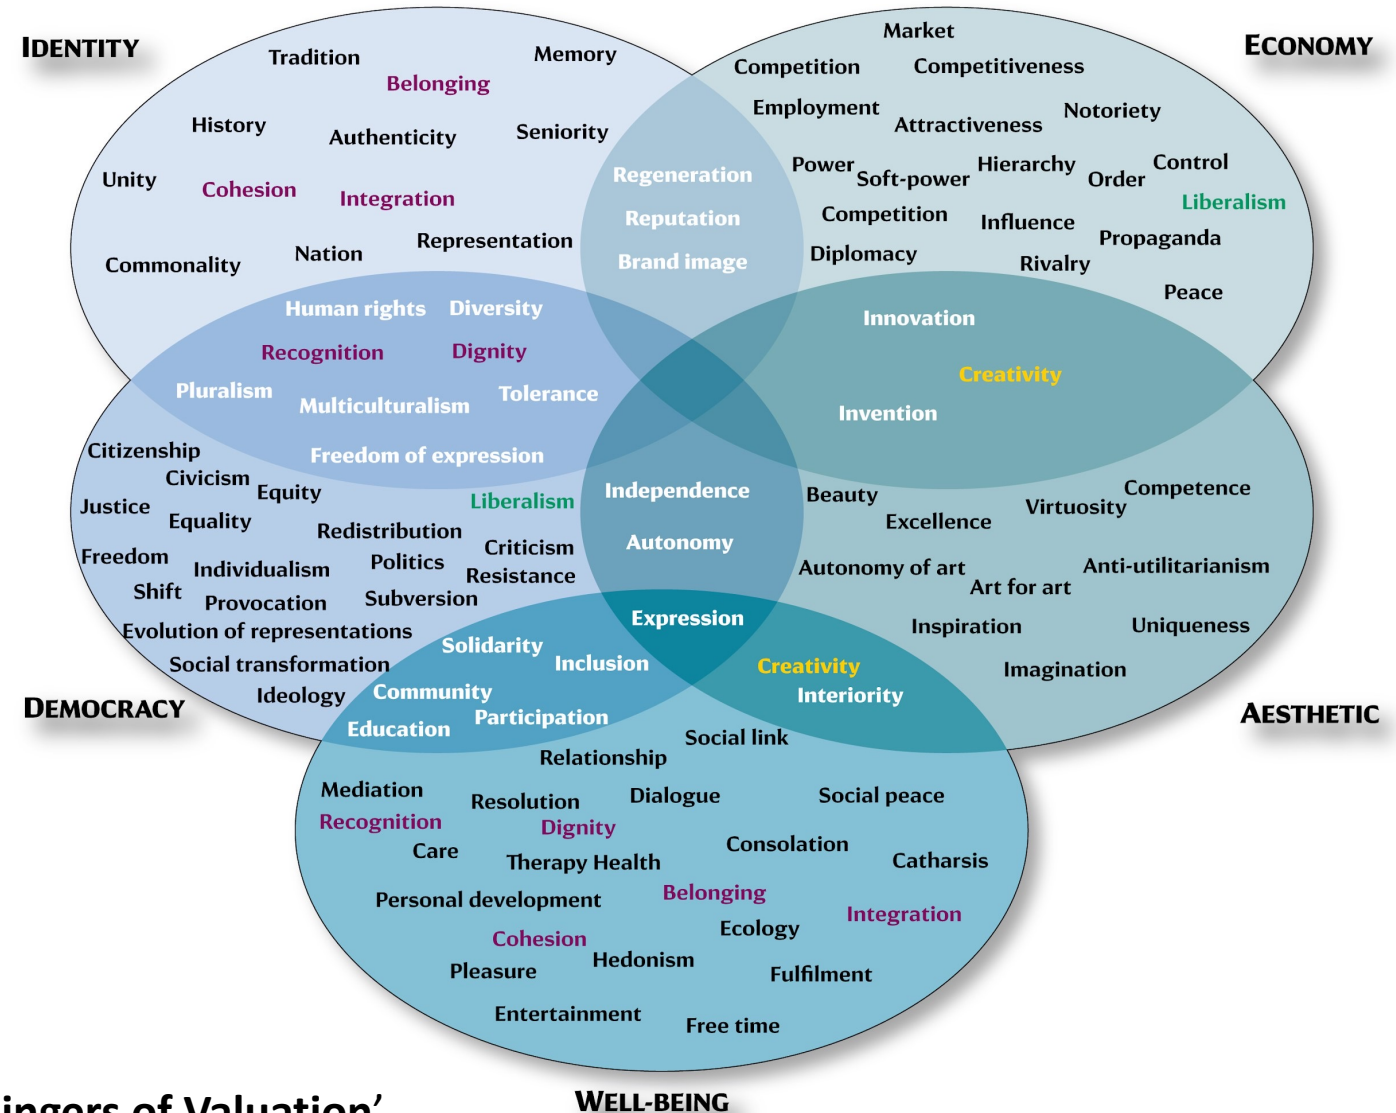 IDENTITY
Tradition
Memory
Belonging
History
Authenticity
Seniority
Unity
Cohesion
Integration
Representation
Nation
Commonality
ECONOMY
Market
Competition
Competitiveness
Employment
Notoriety
Attractiveness
Power
Soft-power
Hierarchy
Order
Control
Liberalism
Competition
Influence
Propaganda
Diplomacy
Rivalry
Peace
Regeneration
Reputation
Brand image
Human rights
Diversity
Recognition
Dignity
Pluralism
Multiculturalism
Tolerance
Freedom of expression
Innovation
Creativity
Invention
Citizenship
Civicism
Equity
Liberalism
Justice
Equality
Redistribution
Criticism
Freedom
Individualism
Politics
Resistance
Shift
Provocation
Subversion
Evolution of representations
Social transformation
Ideology
DEMOCRACY
Independence
Autonomy
Expression
Beauty
Competence
Virtuosity
Excellence
Autonomy of art
Anti-utilitarianism
Art for art
Inspiration
Uniqueness
Imagination
AESTHETIC
Solidarity
Inclusion
Community
Participation
Education
Creativity
Interiority
Social link
Relationship
Mediation
Resolution
Dialogue
Social peace
Recognition
Dignity
Care
Therapy Health
Consolation
Catharsis
Personal development
Belonging
Integration
Ecology
Cohesion
Hedonism
Pleasure
Fulfilment
Entertainment
Free time
WELL-BEING
ingers of Valuation’